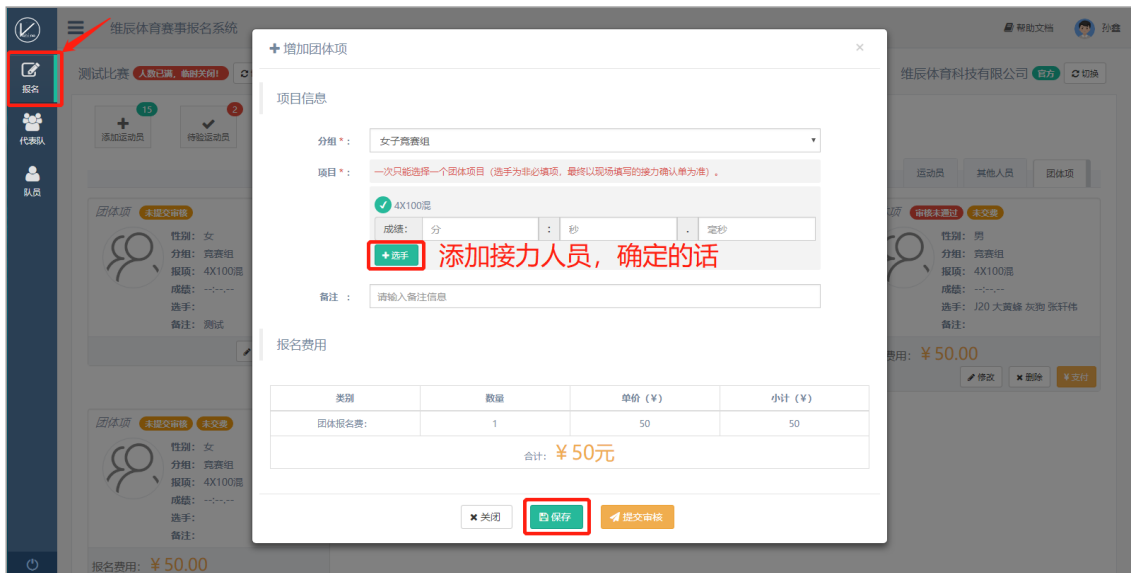 维辰体育赛事报名系统
帮助文档
孙鑫
报名
代表队
队员
测试比赛 人数已满，临时关闭！
维辰体育科技有限公司 官方 切换
15
添加运动员
2
待验运动员
运动员 其他人员 团体项
团体项 未提交审核
性别： 女
分组： 竞赛组
报项： 4X100混
成绩： --:--.--
选手：
备注： 测试
团体项 未提交审核 未交费
性别： 女
分组： 竞赛组
报项： 4X100混
成绩： --:--.--
选手：
备注：
报名费用: ¥ 50.00
增加团体项 ×
项目信息
分组 * : 女子竞赛组
项目 * : 一次只能选择一个团体项目（选手为非必填项，最终以现场填写的接力确认单为准）。
4X100混
成绩： 分 : 秒 . 毫秒
+选手 添加接力人员，确定的话
备注 : 请输入备注信息
报名费用
类别 数量 单价（¥） 小计（¥）
团体报名费： 1 50 50
合计: ¥ 50元
关闭 保存 提交审核
项 审核未通过 未交费
性别： 男
分组： 竞赛组
报项： 4X100混
成绩： --:--.--
选手： J20 大黄蜂 灰狗 张轩伟
备注：
费用: ¥ 50.00
修改 删除 ¥支付